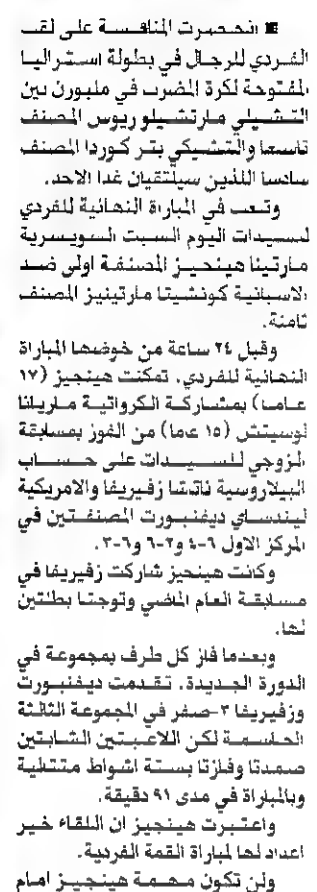 ■ انحصرت المنافسة على لقب
الفردي للرجال في بطولة استراليا
المفتوحة لكرة المضرب في ملبورن بين
التشيلي مارتشيلو ريوس المصنف
تاسعا والتشيكي بتر كوردا المصنف
سادسا اللذين سيلتقيان غدا الاحد.
وتلعب في المباراة النهائية للفردي
لسيدات اليوم السبت السويسرية
مارتينا هينجيز المصنفة اولى ضد
الاسبانية كونشيتا مارتينيز المصنف
ثامنة.
وقبل ٢٤ ساعة من خوضها المباراة
النهائية للفردي، تمكنت هينجيز (١٧
عاما) بمشاركة الكرواتية ماريانا
لوسيتش (١٥ عما) من الفوز بمسابقة
الزوجي للسيدات على حساب
البيلاروسية ناتشا زفيريفا والامريكية
ليندساي ديفنبورت المصنفتين في
المركز الاول ٦-٤ و٢-٦ و٦-٣.
وكانت هينجيز شاركت زفيريفا في
مسابقة العام الماضي وتوجتا بطلتين
لها.
وبعدما فاز كل طرف بمجموعة في
الدورة الجديدة، تقدمت ديفنبورت
وزفيريفا ٣-صفر في المجموعة الثالثة
الحاسمة لكن اللاعبتين الشابتين
صمدتا وفازتا بستة اشواط متتالية
وبالمباراة في مدى ٩١ دقيقة.
واعتبرت هينجيز ان اللقاء خير
اعداد لها لمباراة القمة الفردية.
ولن تكون مهمة هينجيز امام